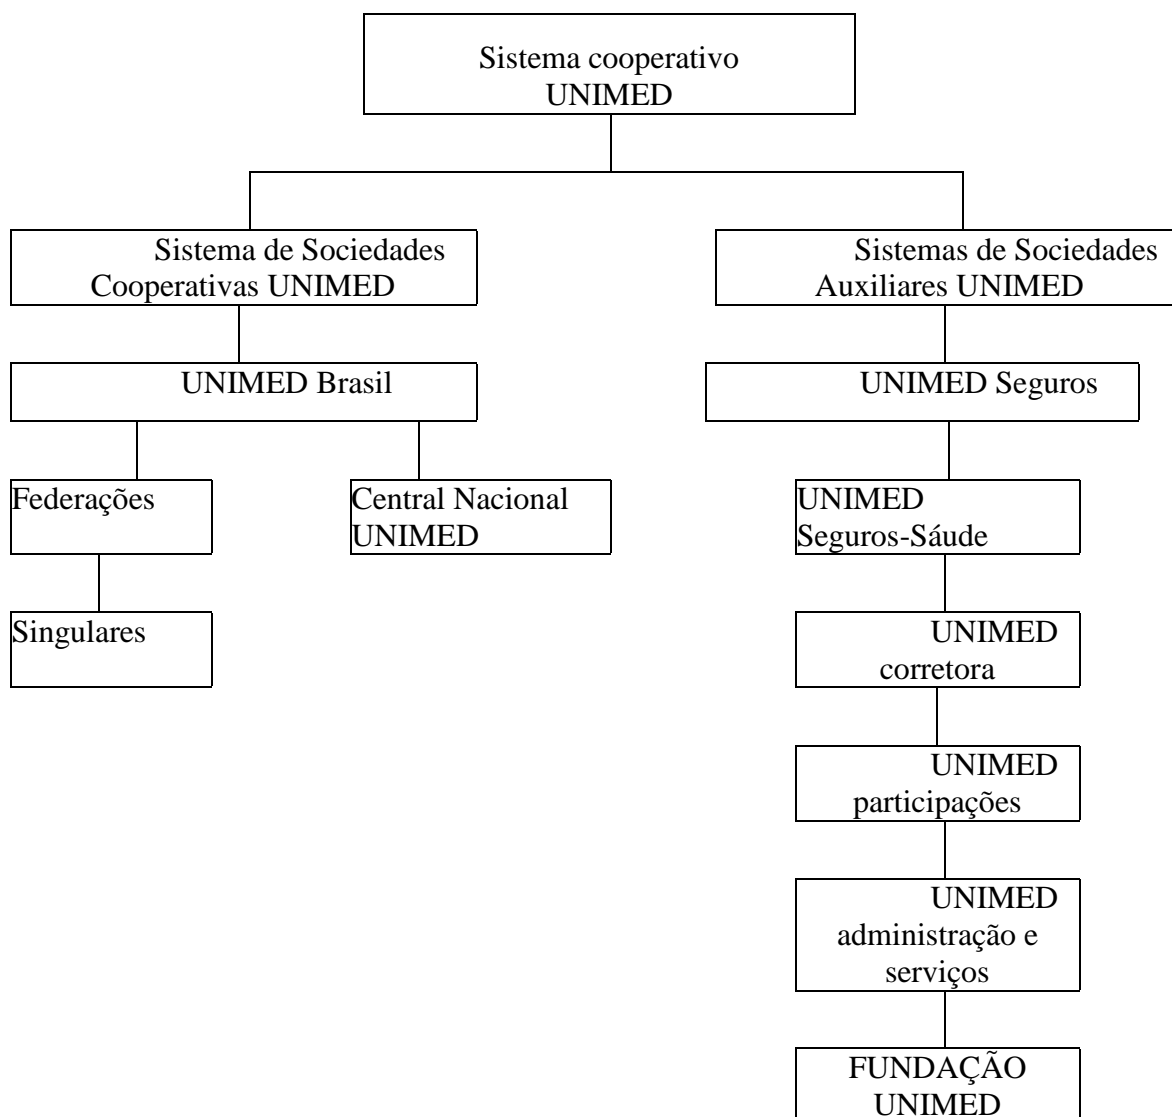 Sistema cooperativo
UNIMED
Sistema de Sociedades
Cooperativas UNIMED
Sistemas de Sociedades
Auxiliares UNIMED
UNIMED Brasil
UNIMED Seguros
Federações
Central Nacional
UNIMED
UNIMED
Seguros-Sáude
Singulares
UNIMED
corretora
UNIMED
participações
UNIMED
administração e
serviços
FUNDAÇÃO
UNIMED